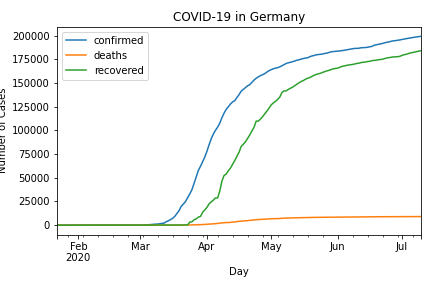 COVID-19 in Germany
confirmed
deaths
recovered
Number of Cases
200000
175000
150000
125000
100000
75000
50000
25000
0
Feb
2020
Mar
Apr
May
Jun
Jul
Day